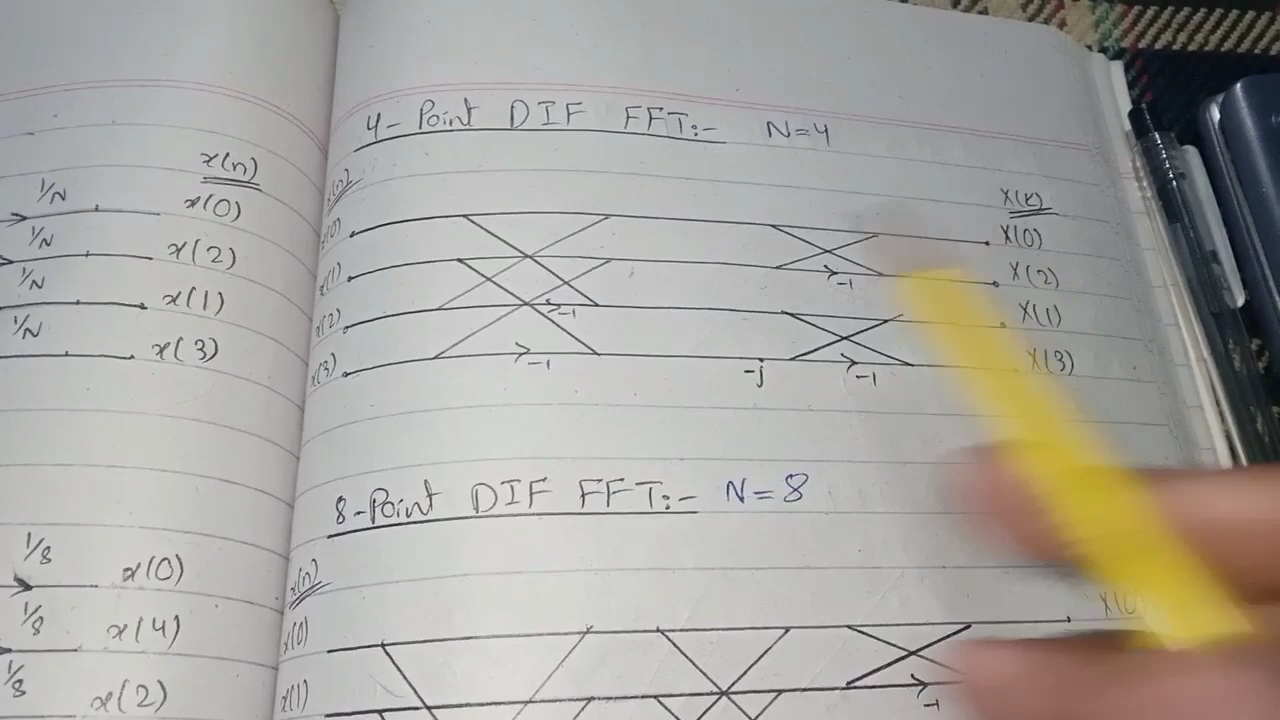 x(n)
1/N x(0)
1/N x(2)
1/N x(1)
1/N x(3)
1/8 x(0)
1/8 x(4)
1/8 x(2)
4-Point DIF FFT:- N=4
x(n) X(K)
x(0) X(0)
x(1) -1 X(2)
x(2) -1 X(1)
x(3) -1 -j -1 X(3)
8-Point DIF FFT:- N=8
x(n)
x(0)
x(1) -1